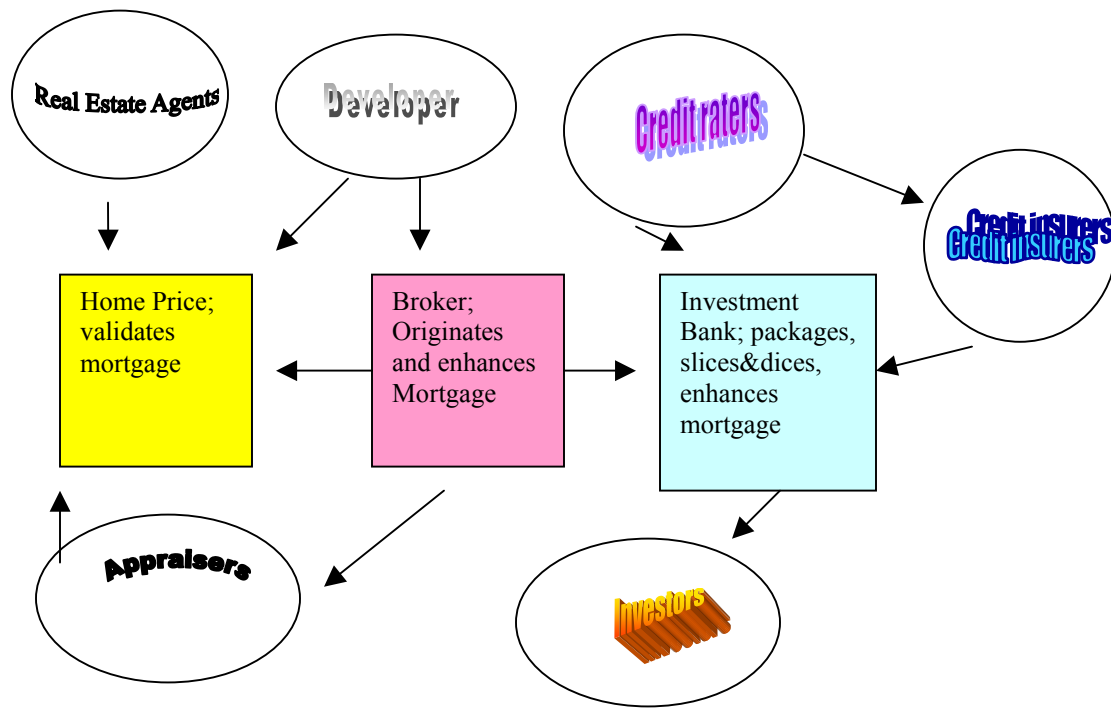 Real Estate Agents
Developer
Credit raters
Credit insurers
Home Price;
validates
mortgage
Broker;
Originates
and enhances
Mortgage
Investment
Bank; packages,
slices&dices,
enhances
mortgage
Appraisers
Investors